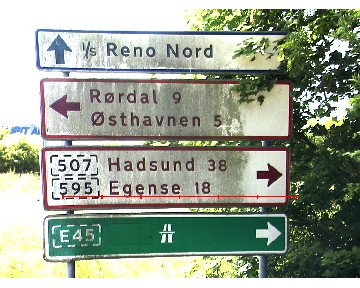 I/S Reno Nord
Rørdal 9
Østhavnen 5
507 Hadsund 38
595 Egense 18
E45